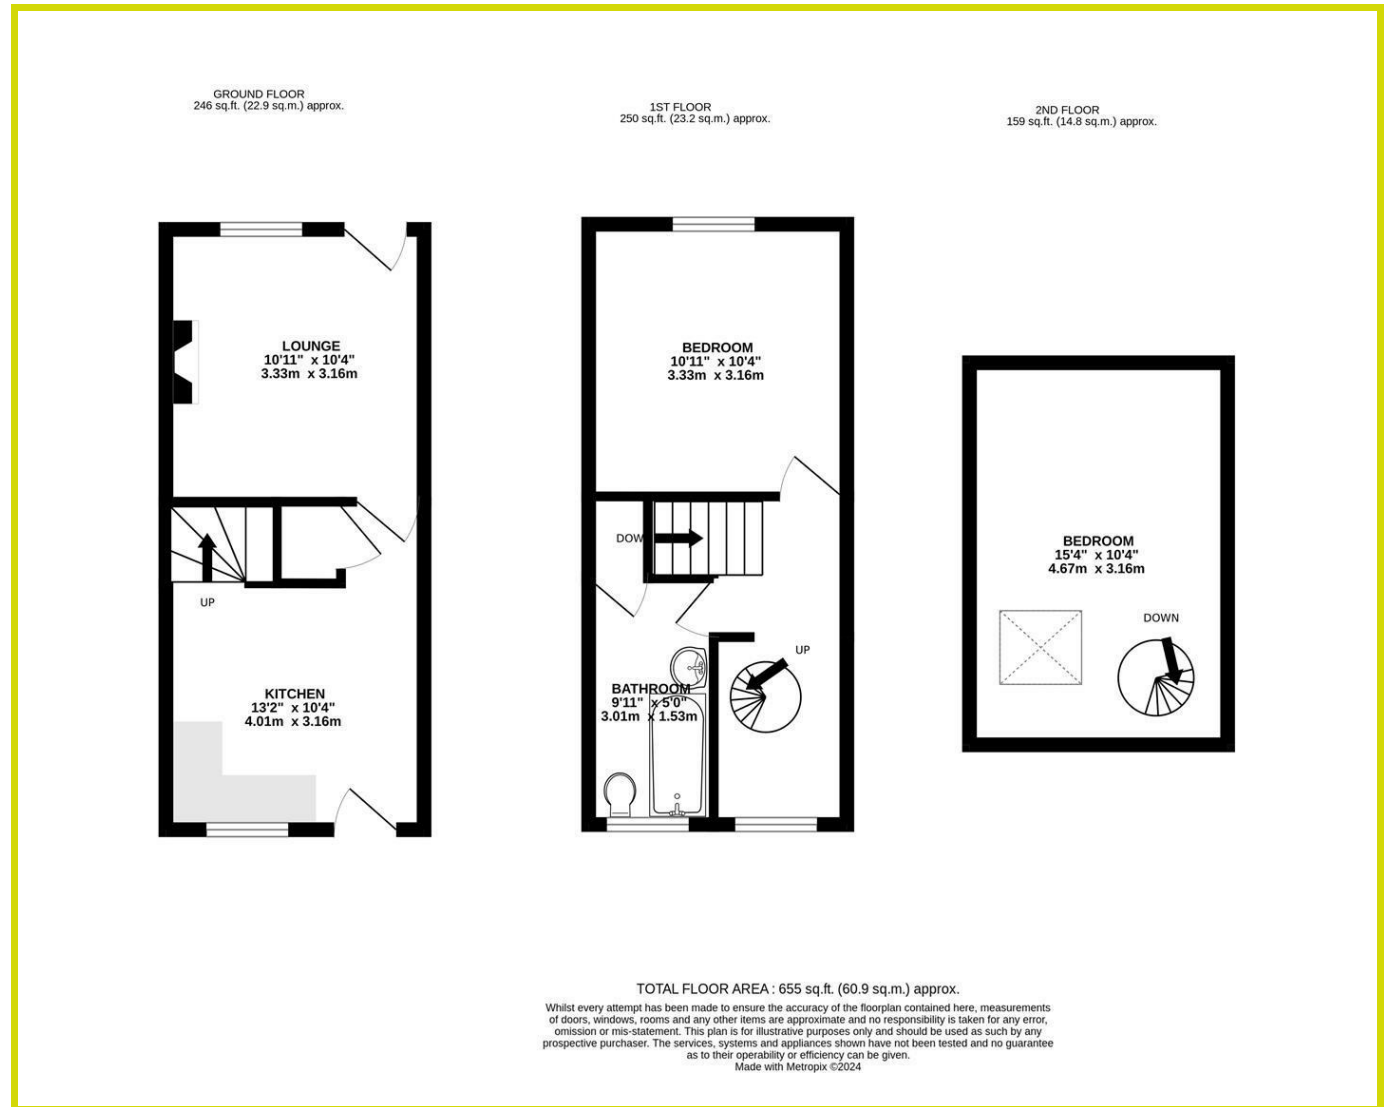 GROUND FLOOR
246 sq.ft. (22.9 sq.m.) approx.
1ST FLOOR
250 sq.ft. (23.2 sq.m.) approx.
2ND FLOOR
159 sq.ft. (14.8 sq.m.) approx.
LOUNGE
10'11" x 10'4"
3.33m x 3.16m
UP
KITCHEN
13'2" x 10'4"
4.01m x 3.16m
BEDROOM
10'11" x 10'4"
3.33m x 3.16m
DOW
UP
BATHROOM
9'11" x 5'0"
3.01m x 1.53m
BEDROOM
15'4" x 10'4"
4.67m x 3.16m
DOWN
TOTAL FLOOR AREA : 655 sq.ft. (60.9 sq.m.) approx.
Whilst every attempt has been made to ensure the accuracy of the floorplan contained here, measurements
of doors, windows, rooms and any other items are approximate and no responsibility is taken for any error,
omission or mis-statement. This plan is for illustrative purposes only and should be used as such by any
prospective purchaser. The services, systems and appliances shown have not been tested and no guarantee
as to their operability or efficiency can be given.
Made with Metropix ©2024